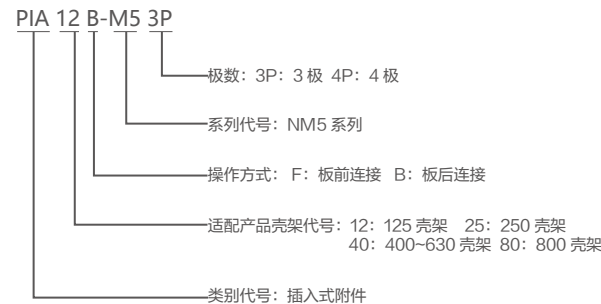 PIA 12 B-M5 3P
极数：3P：3 极 4P：4 极
系列代号：NM5 系列
操作方式： F：板前连接 B：板后连接
适配产品壳架代号：12：125 壳架 25：250 壳架
40：400~630 壳架 80：800 壳架
类别代号：插入式附件